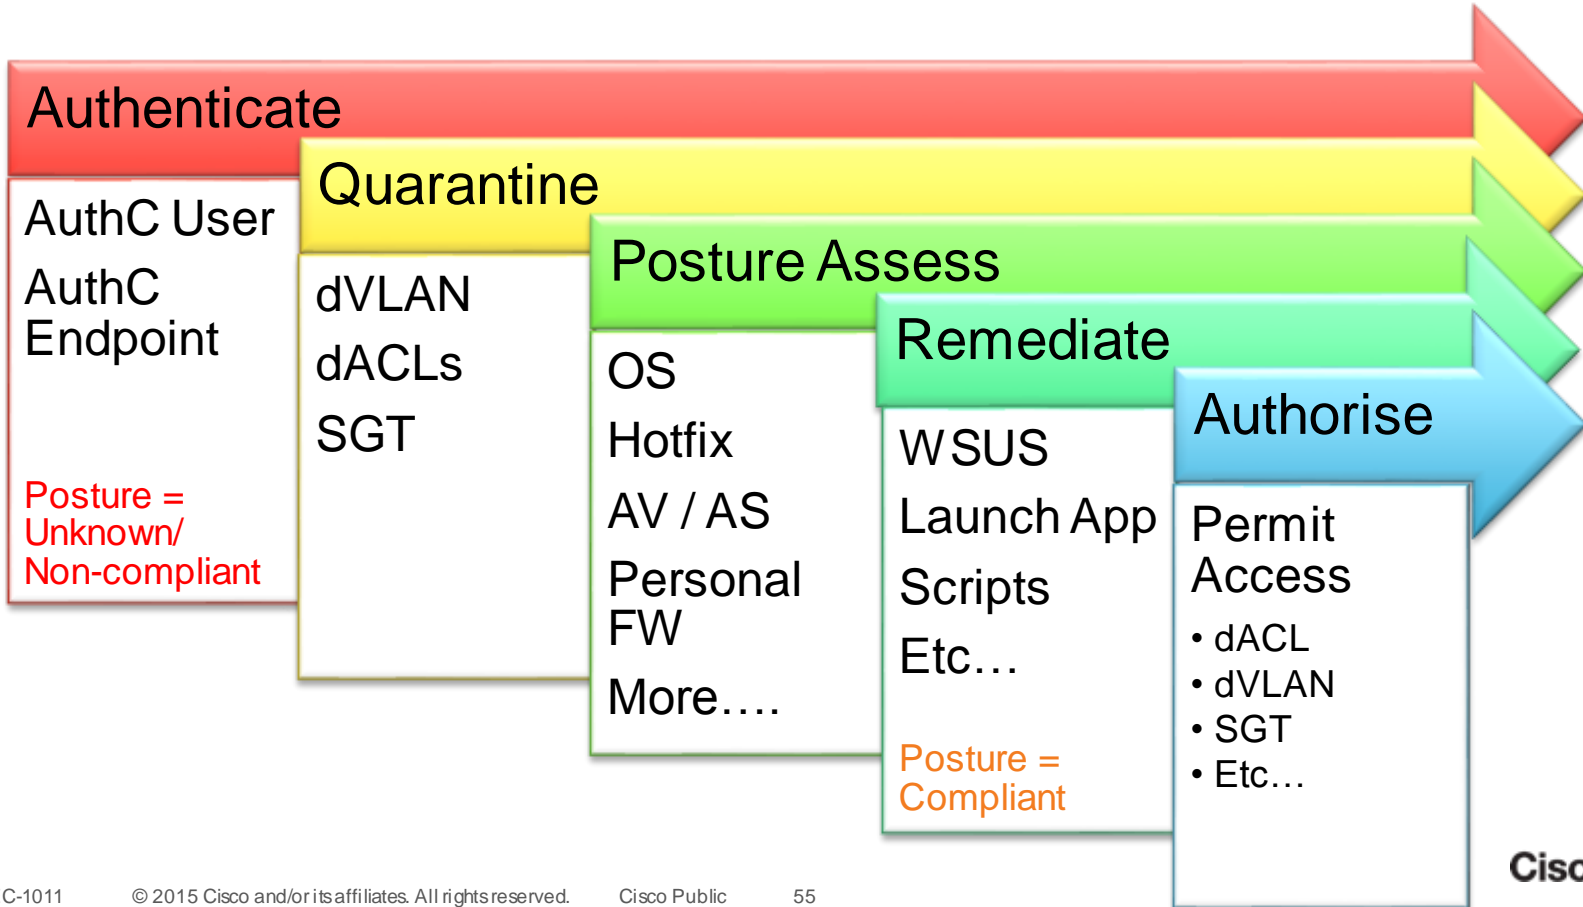 Authenticate
AuthC User
AuthC
Endpoint
Posture =
Unknown/
Non-compliant
Quarantine
dVLAN
dACLs
SGT
Posture Assess
OS
Hotfix
AV / AS
Personal
FW
More....
Remediate
WSUS
Launch App
Scripts
Etc...
Posture =
Compliant
Authorise
Permit
Access
• dACL
• dVLAN
• SGT
• Etc...
C-1011 © 2015 Cisco and/or its affiliates. All rights reserved. Cisco Public 55
Cisc